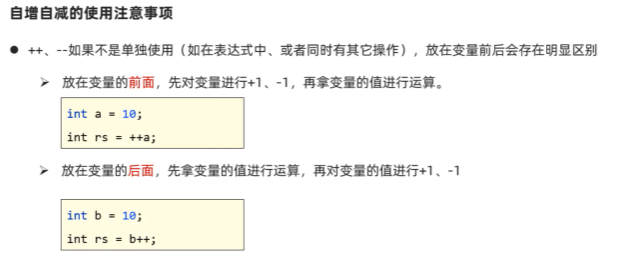 自增自减的使用注意事项
● ++、--如果不是单独使用（如在表达式中、或者同时有其它操作），放在变量前后会存在明显区别
➢ 放在变量的前面，先对变量进行+1、-1，再拿变量的值进行运算。
int a = 10;
int rs = ++a;
➢ 放在变量的后面，先拿变量的值进行运算，再对变量的值进行+1、-1
int b = 10;
int rs = b++;